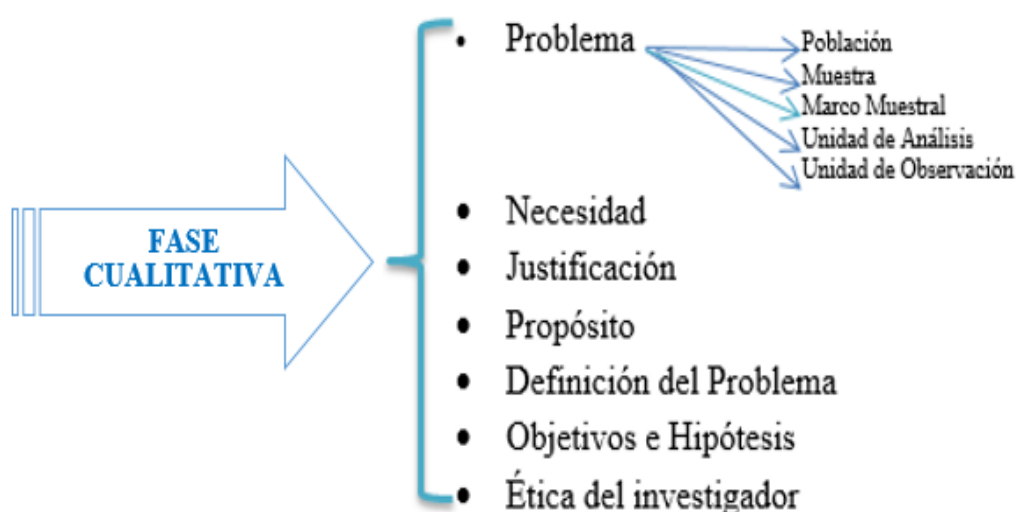 FASE
CUALITATIVA
• Problema
Población
Muestra
Marco Muestral
Unidad de Análisis
Unidad de Observación
• Necesidad
• Justificación
• Propósito
• Definición del Problema
• Objetivos e Hipótesis
• Ética del investigador